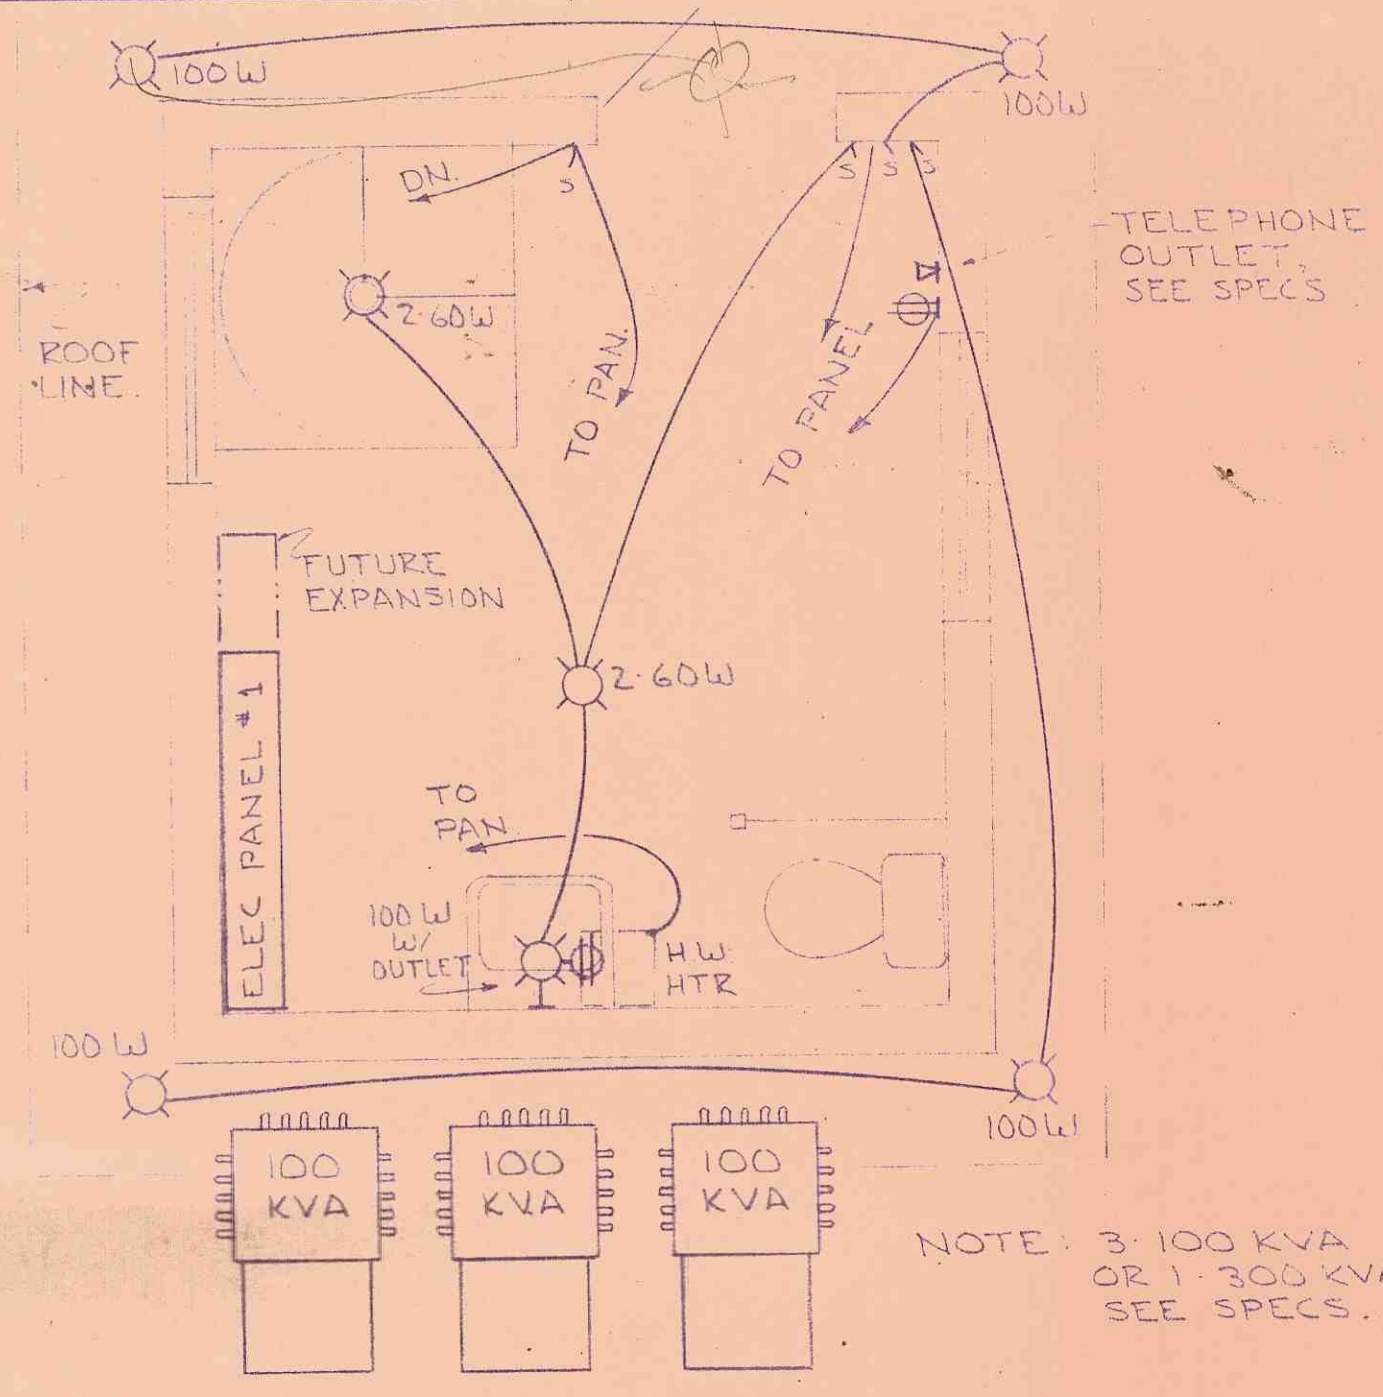 100W
100W
DN.
S
S
S
S
TELEPHONE
OUTLET,
SEE SPECS
2-60W
ROOF
LINE.
TO PAN.
TO PANEL
FUTURE
EXPANSION
2-60W
ELEC PANEL #1
TO
PAN.
100 W
W/
OUTLET
H.W.
HTR
100 W
100W
100
KVA
100
KVA
100
KVA
NOTE: 3-100 KVA
OR 1-300 KVA
SEE SPECS.